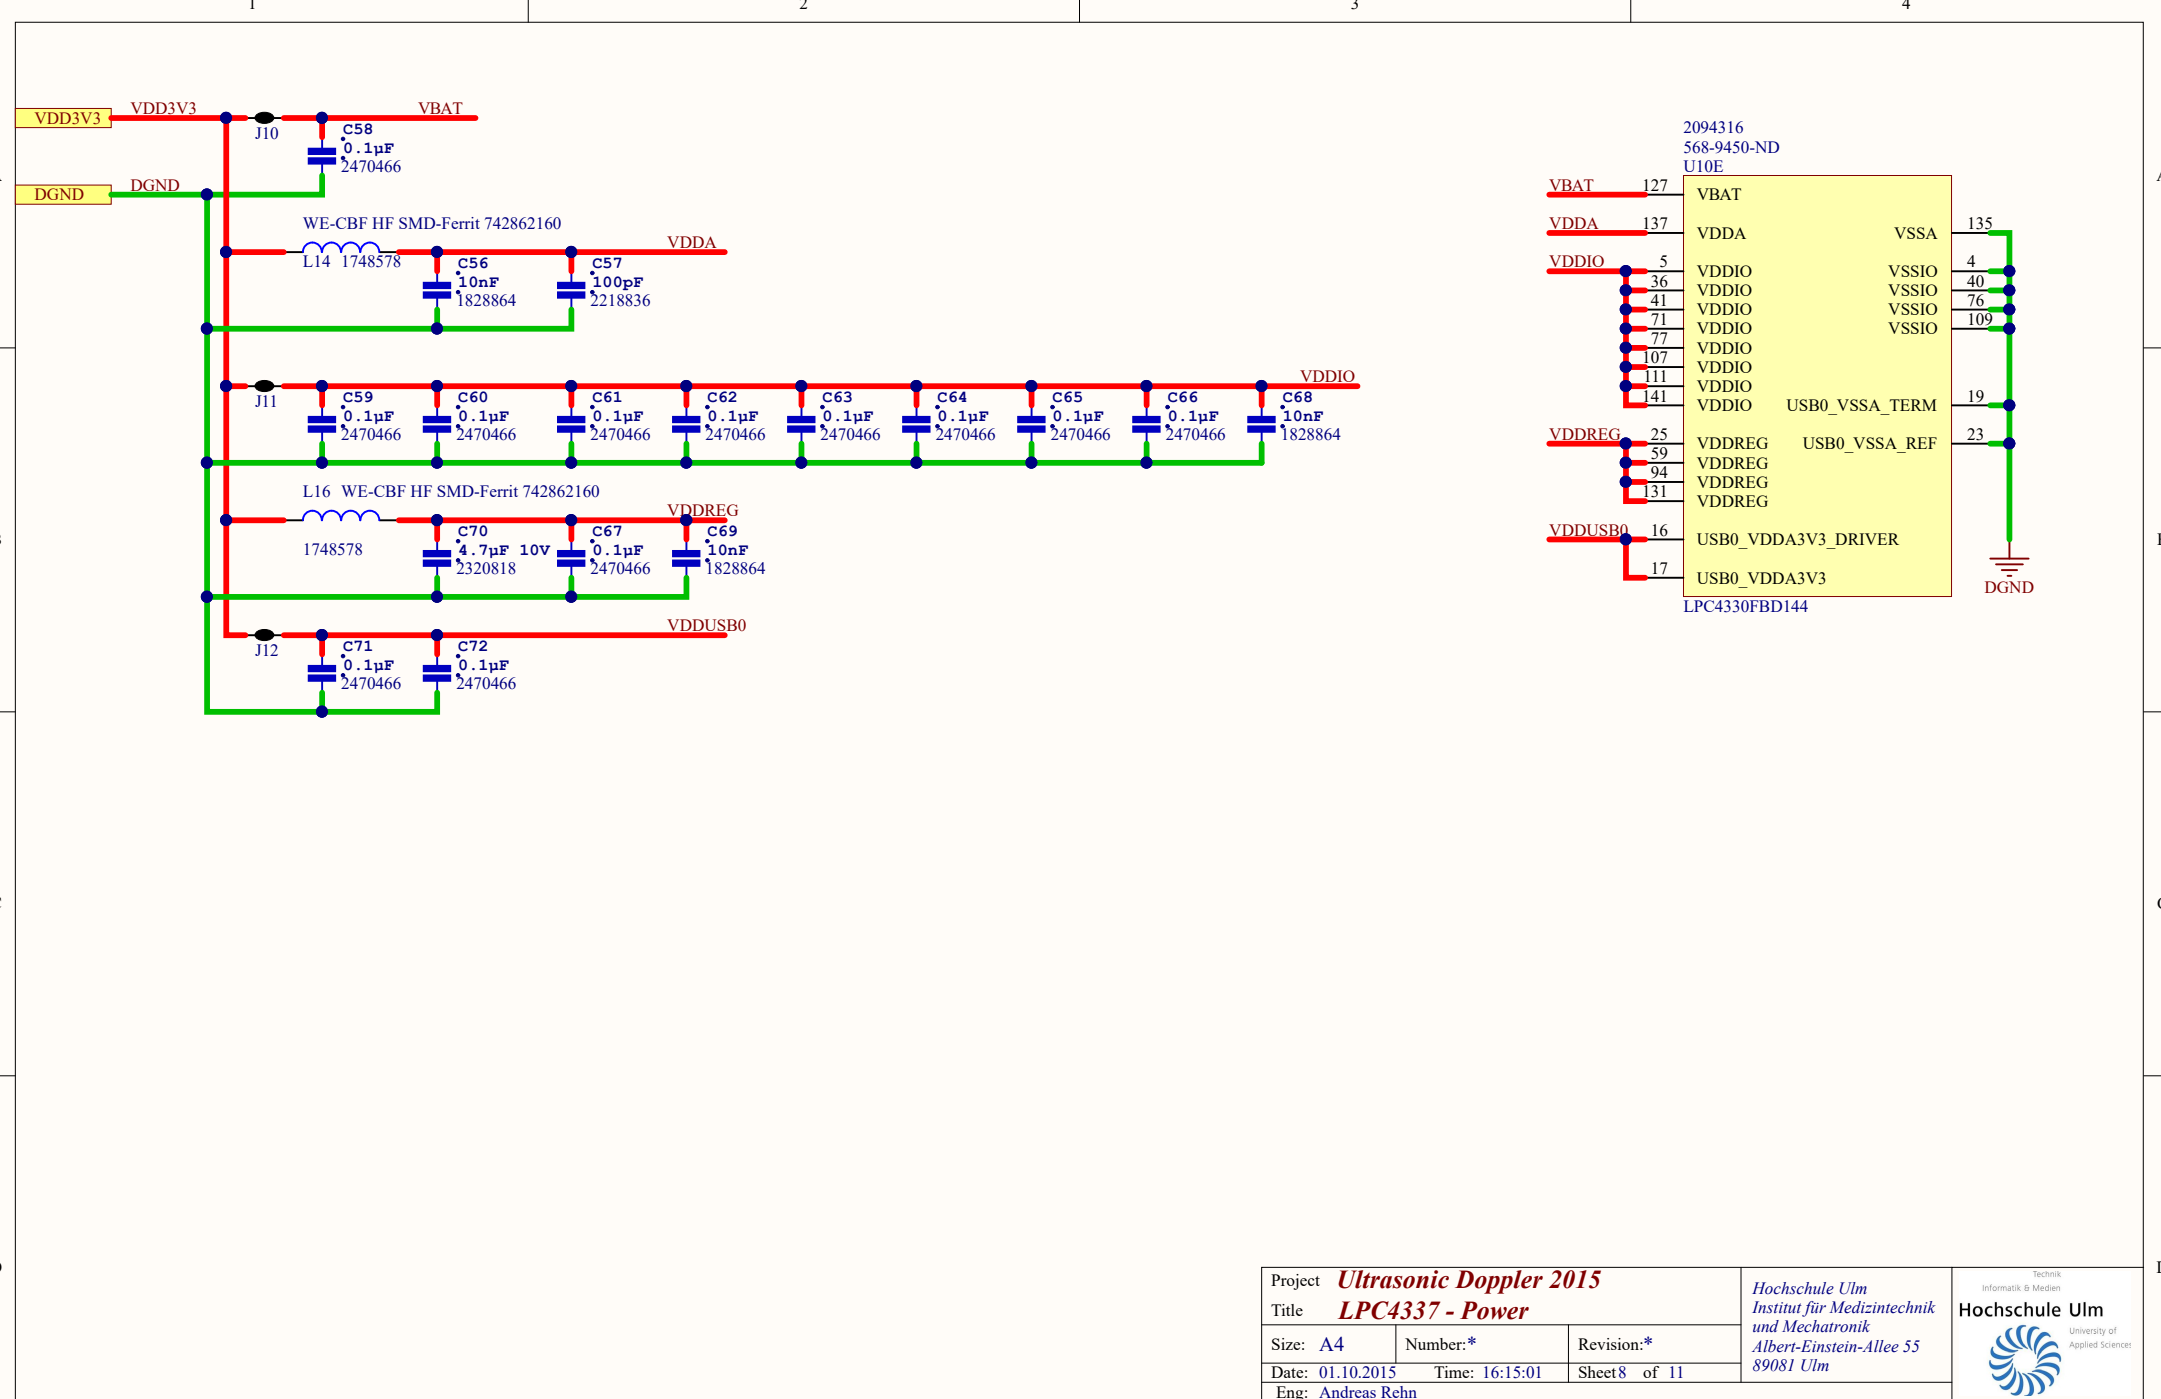 1 2 3 4
VDD3V3 VDD3V3 VBAT
J10
C58
0.1µF
2470466
DGND DGND
WE-CBF HF SMD-Ferrit 742862160
VDDA
L14 1748578
C56
10nF
1828864
C57
100pF
2218836
VDDIO
J11
C59
0.1µF
2470466
C60
0.1µF
2470466
C61
0.1µF
2470466
C62
0.1µF
2470466
C63
0.1µF
2470466
C64
0.1µF
2470466
C65
0.1µF
2470466
C66
0.1µF
2470466
C68
10nF
1828864
L16 WE-CBF HF SMD-Ferrit 742862160
VDDREG
1748578
C70
4.7µF 10V
2320818
C67
0.1µF
2470466
C69
10nF
1828864
VDDUSB0
J12
C71
0.1µF
2470466
C72
0.1µF
2470466
2094316
568-9450-ND
U10E
VBAT 127 VBAT
VDDA 137 VDDA VSSA 135
VDDIO 5 VDDIO VSSIO 4
36 VDDIO VSSIO 40
41 VDDIO VSSIO 76
71 VDDIO VSSIO 109
77 VDDIO
107 VDDIO
111 VDDIO
141 VDDIO USB0_VSSA_TERM 19
VDDREG 25 VDDREG USB0_VSSA_REF 23
59 VDDREG
94 VDDREG
131 VDDREG
VDDUSB0 16 USB0_VDDA3V3_DRIVER
17 USB0_VDDA3V3
DGND
LPC4330FBD144
Project Ultrasonic Doppler 2015
Title LPC4337 - Power
Size: A4 Number:* Revision:*
Date: 01.10.2015 Time: 16:15:01 Sheet 8 of 11
Eng: Andreas Rehn
Hochschule Ulm
Institut für Medizintechnik
und Mechatronik
Albert-Einstein-Allee 55
89081 Ulm
Technik
Informatik & Medien
Hochschule Ulm
University of
Applied Sciences